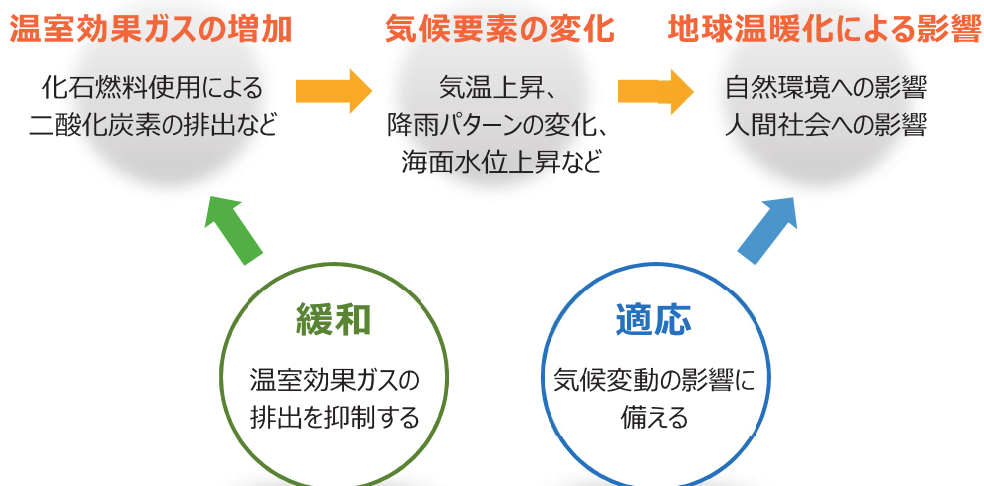 温室効果ガスの増加
化石燃料使用による
二酸化炭素の排出など
気候要素の変化
気温上昇、
降雨パターンの変化、
海面水位上昇など
地球温暖化による影響
自然環境への影響
人間社会への影響
緩和
温室効果ガスの
排出を抑制する
適応
気候変動の影響に
備える